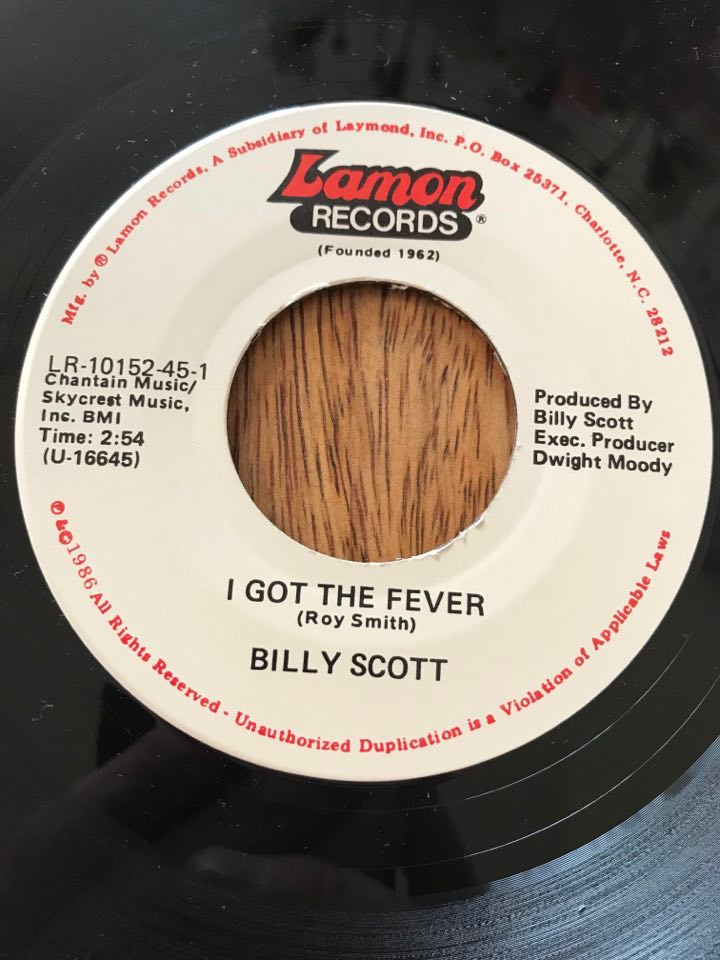 Mfg. by ® Lamon Records, A Subsidiary of Laymond, Inc. P.O. Box 25371, Charlotte, N.C. 28212
Lamon
RECORDS®
(Founded 1962)
LR-10152-45-1
Chantain Music/
Skycrest Music,
Inc. BMI
Time: 2:54
(U-16645)
Produced By
Billy Scott
Exec. Producer
Dwight Moody
I GOT THE FEVER
(Roy Smith)
BILLY SCOTT
℗ & © 1986 All Rights Reserved - Unauthorized Duplication is a Violation of Applicable Laws